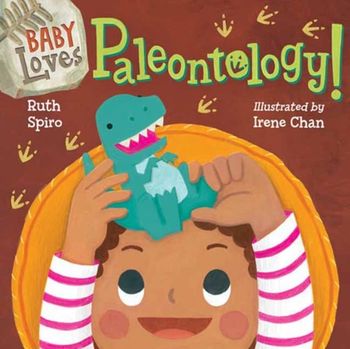 BABY
Loves
Paleontology!
Ruth
Spiro
Illustrated by
Irene Chan